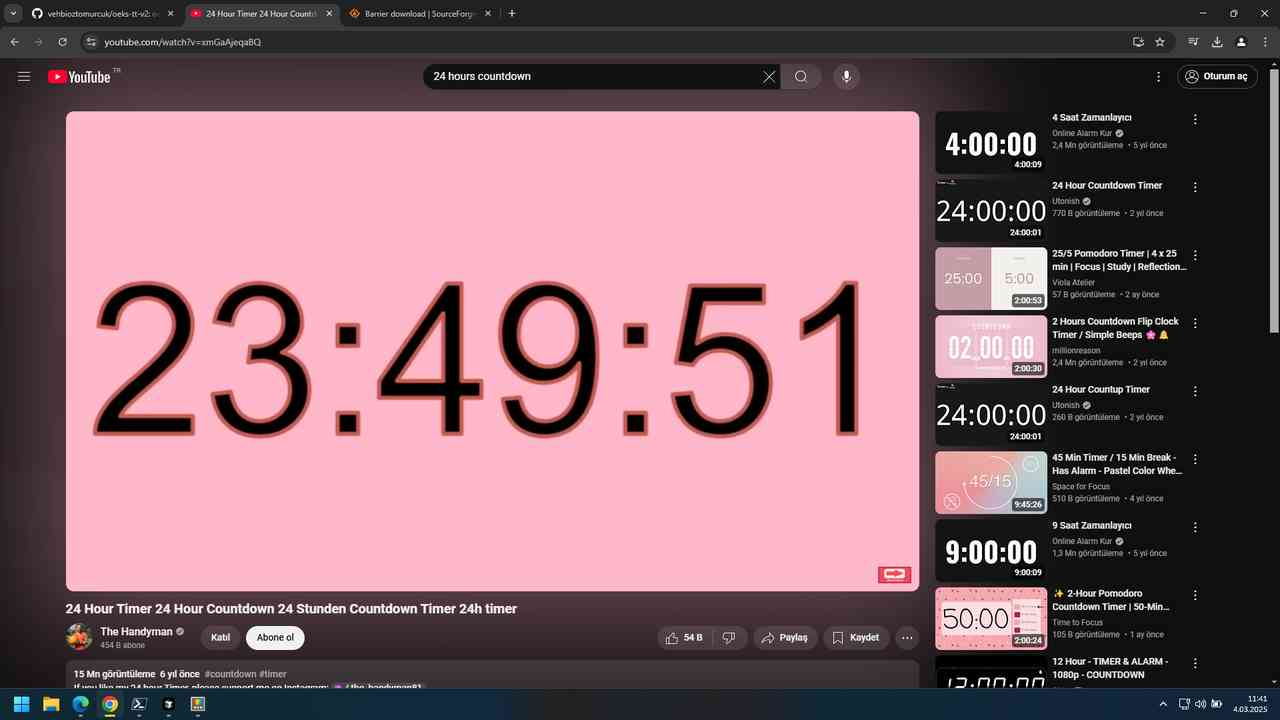 vehbioztomurcuk/oeks-tt-v2:
24 Hour Timer 24 Hour Countd
Barrier download | SourceForg
youtube.com/watch?v=xmGaAjeqaBQ
YouTube TR
24 hours countdown
Oturum aç
23:49:51
24 Hour Timer 24 Hour Countdown 24 Stunden Countdown Timer 24h timer
The Handyman
454 B abone
Katıl
Abone ol
54 B
Paylaş
Kaydet
15 Mn görüntüleme 6 yıl önce #countdown #timer
If you like my 24 hour Timer, please support me on Instagram: / the_handyman81
4:00:00
4:00:09
4 Saat Zamanlayıcı
Online Alarm Kur
2,4 Mn görüntüleme • 5 yıl önce
24:00:00
24:00:01
24 Hour Countdown Timer
Utonish
770 B görüntüleme • 2 yıl önce
25:00 5:00
2:00:53
25/5 Pomodoro Timer | 4 x 25
min | Focus | Study | Reflection...
Viola Atelier
57 B görüntüleme • 2 ay önce
COUNTDOWN
02 00 00
2:00:30
2 Hours Countdown Flip Clock
Timer / Simple Beeps 🌸 🔔
millionreason
2,4 Mn görüntüleme • 2 yıl önce
24:00:00
24:00:01
24 Hour Countup Timer
Utonish
260 B görüntüleme • 2 yıl önce
45/15
9:45:26
45 Min Timer / 15 Min Break -
Has Alarm - Pastel Color Whe...
Space for Focus
510 B görüntüleme • 4 yıl önce
9:00:00
9:00:09
9 Saat Zamanlayıcı
Online Alarm Kur
1,3 Mn görüntüleme • 5 yıl önce
50:00
2:00:24
✨ 2-Hour Pomodoro
Countdown Timer | 50-Min...
Time to Focus
105 B görüntüleme • 1 ay önce
12:00:00
12 Hour - TIMER & ALARM -
1080p - COUNTDOWN
11:41
4.03.2025